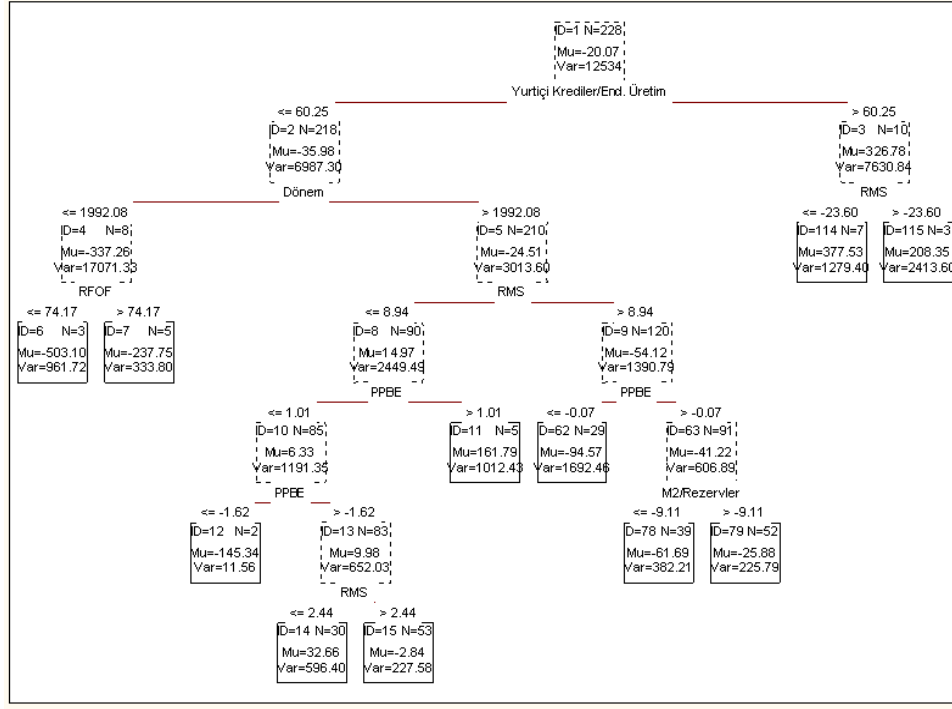 ID=1 N=228
Mu=-20.07
Var=12534
Yurtiçi Krediler/End. Üretim
<= 60.25 > 60.25
ID=2 N=218 ID=3 N=10
Mu=-35.98 Mu=326.78
Var=6987.30 Var=7630.84
Dönem RMS
<= 1992.08 > 1992.08 <= -23.60 > -23.60
ID=4 N=8 ID=5 N=210 ID=114 N=7 ID=115 N=3
Mu=-337.26 Mu=-24.51 Mu=377.53 Mu=208.35
Var=17071.33 Var=3013.60 Var=1279.40 Var=2413.60
RFOF RMS
<= 74.17 > 74.17 <= 8.94 > 8.94
ID=6 N=3 ID=7 N=5 ID=8 N=90 ID=9 N=120
Mu=-503.10 Mu=-237.75 Mu=14.97 Mu=-54.12
Var=961.72 Var=333.80 Var=2449.49 Var=1390.79
PPBE PPBE
<= 1.01 > 1.01 <= -0.07 > -0.07
ID=10 N=85 ID=11 N=5 ID=62 N=29 ID=63 N=91
Mu=6.33 Mu=161.79 Mu=-94.57 Mu=-41.22
Var=1191.35 Var=1012.43 Var=1692.46 Var=606.89
PPBE M2/Rezervler
<= -1.62 > -1.62 <= -9.11 > -9.11
ID=12 N=2 ID=13 N=83 ID=78 N=39 ID=79 N=52
Mu=-145.34 Mu=9.98 Mu=-61.69 Mu=-25.88
Var=11.56 Var=652.03 Var=382.21 Var=225.79
RMS
<= 2.44 > 2.44
ID=14 N=30 ID=15 N=53
Mu=32.66 Mu=-2.84
Var=596.40 Var=227.58